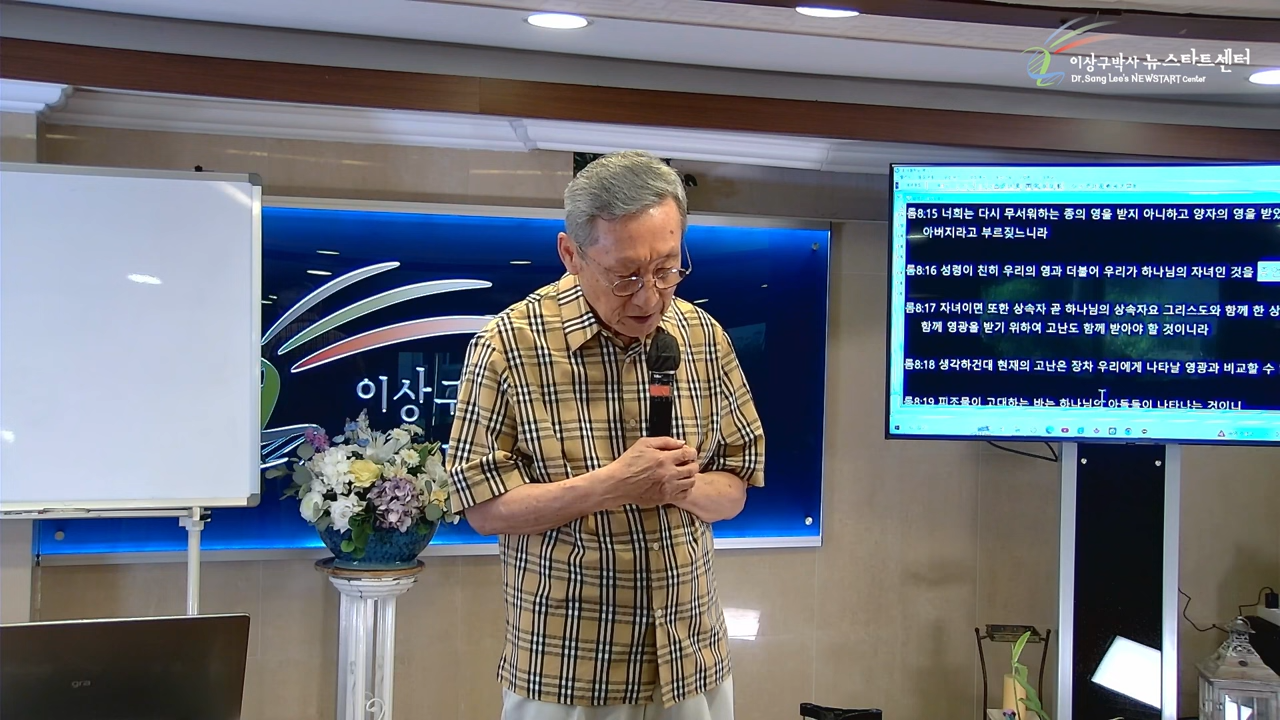 이상구박사 뉴스타트센터
Dr. Sang Lee's NEWSTART Center
롬8:15 너희는 다시 무서워하는 종의 영을 받지 아니하고 양자의 영을 받았
아버지라고 부르짖느니라
롬8:16 성령이 친히 우리의 영과 더불어 우리가 하나님의 자녀인 것을
롬8:17 자녀이면 또한 상속자 곧 하나님의 상속자요 그리스도와 함께 한 상
함께 영광을 받기 위하여 고난도 함께 받아야 할 것이니라
롬8:18 생각하건대 현재의 고난은 장차 우리에게 나타날 영광과 비교할 수
롬8:19 피조물이 고대하는 바는 하나님의 아들들이 나타나는 것이니
이상구
gra